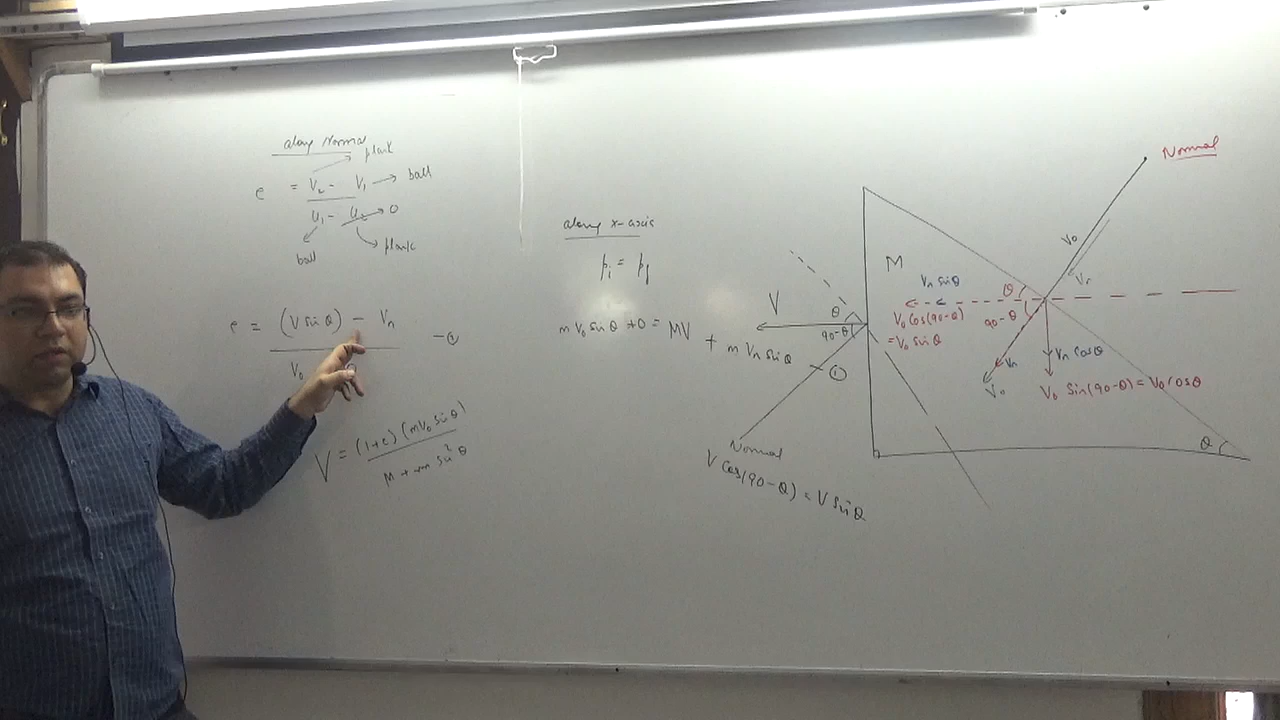 along Normal
plank
e = V₂ - V₁ → ball
u₁ - u₂ → 0
ball
plank
e = (V sin θ) - Vₙ
V₀
V = (1+e)(mV₀ sin θ)
M + m sin² θ
along x-axis
pᵢ = p_f
m V₀ sin θ + 0 = MV + m Vₙ sin θ - ①
Normal
V₀
M
Vₙ sin θ
θ
V₀ Cos(90-θ)
= V₀ sin θ
90-θ
V
θ
90-θ
Vₙ
V₀
Vₙ cos θ
V₀ Sin(90-θ) = V₀ cos θ
θ
Normal
V Cos(90-θ) = V sin θ